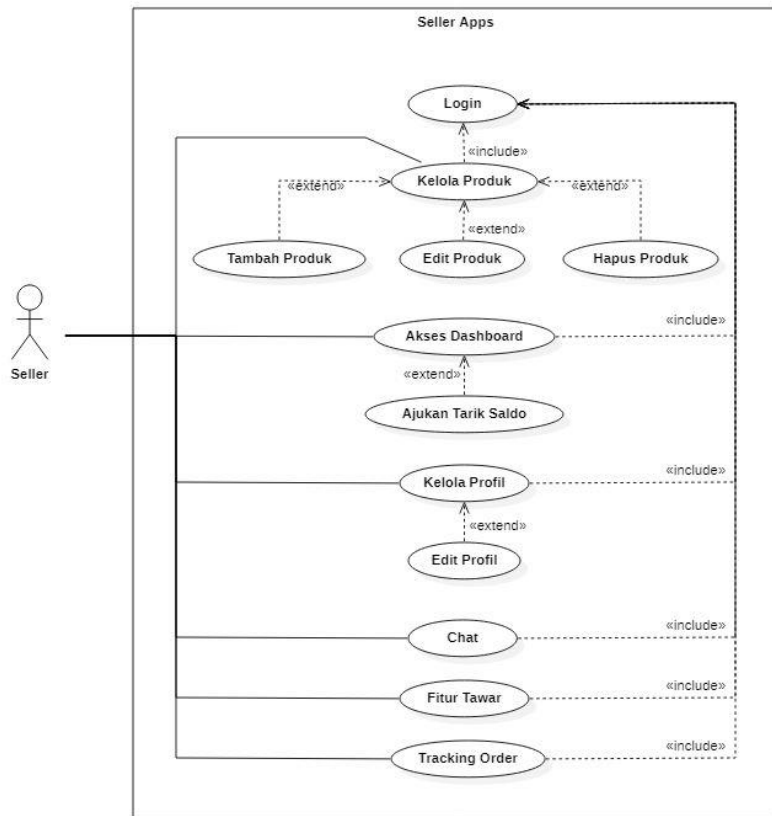 Seller Apps
Login
«include»
Kelola Produk
«extend»
«extend»
«extend»
Tambah Produk
Edit Produk
Hapus Produk
«include»
Akses Dashboard
Seller
«extend»
Ajukan Tarik Saldo
«include»
Kelola Profil
«extend»
Edit Profil
«include»
Chat
«include»
Fitur Tawar
«include»
Tracking Order